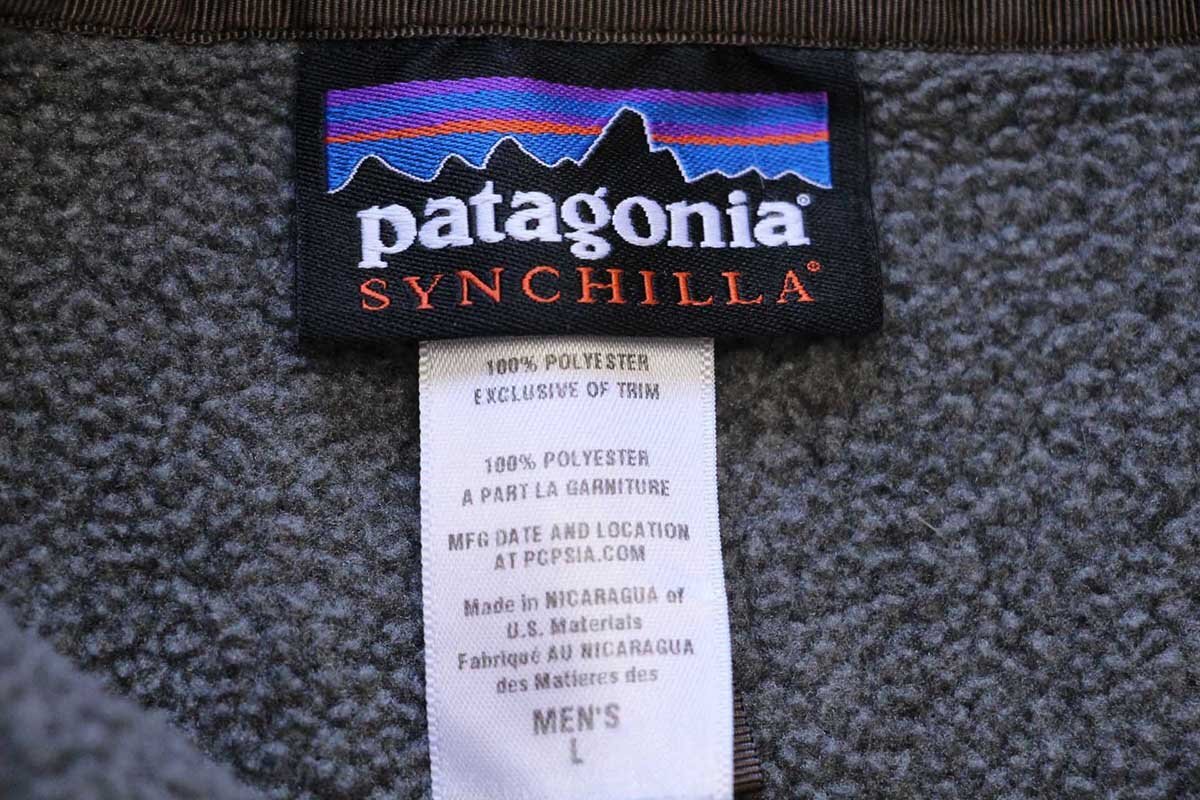 patagonia®
SYNCHILLA®
100% POLYESTER
EXCLUSIVE OF TRIM
100% POLYESTER
A PART LA GARNITURE
MFG DATE AND LOCATION
AT PCPSIA.COM
Made in NICARAGUA of
U.S. Materials
Fabriqué AU NICARAGUA
des Matieres des
MEN'S
L